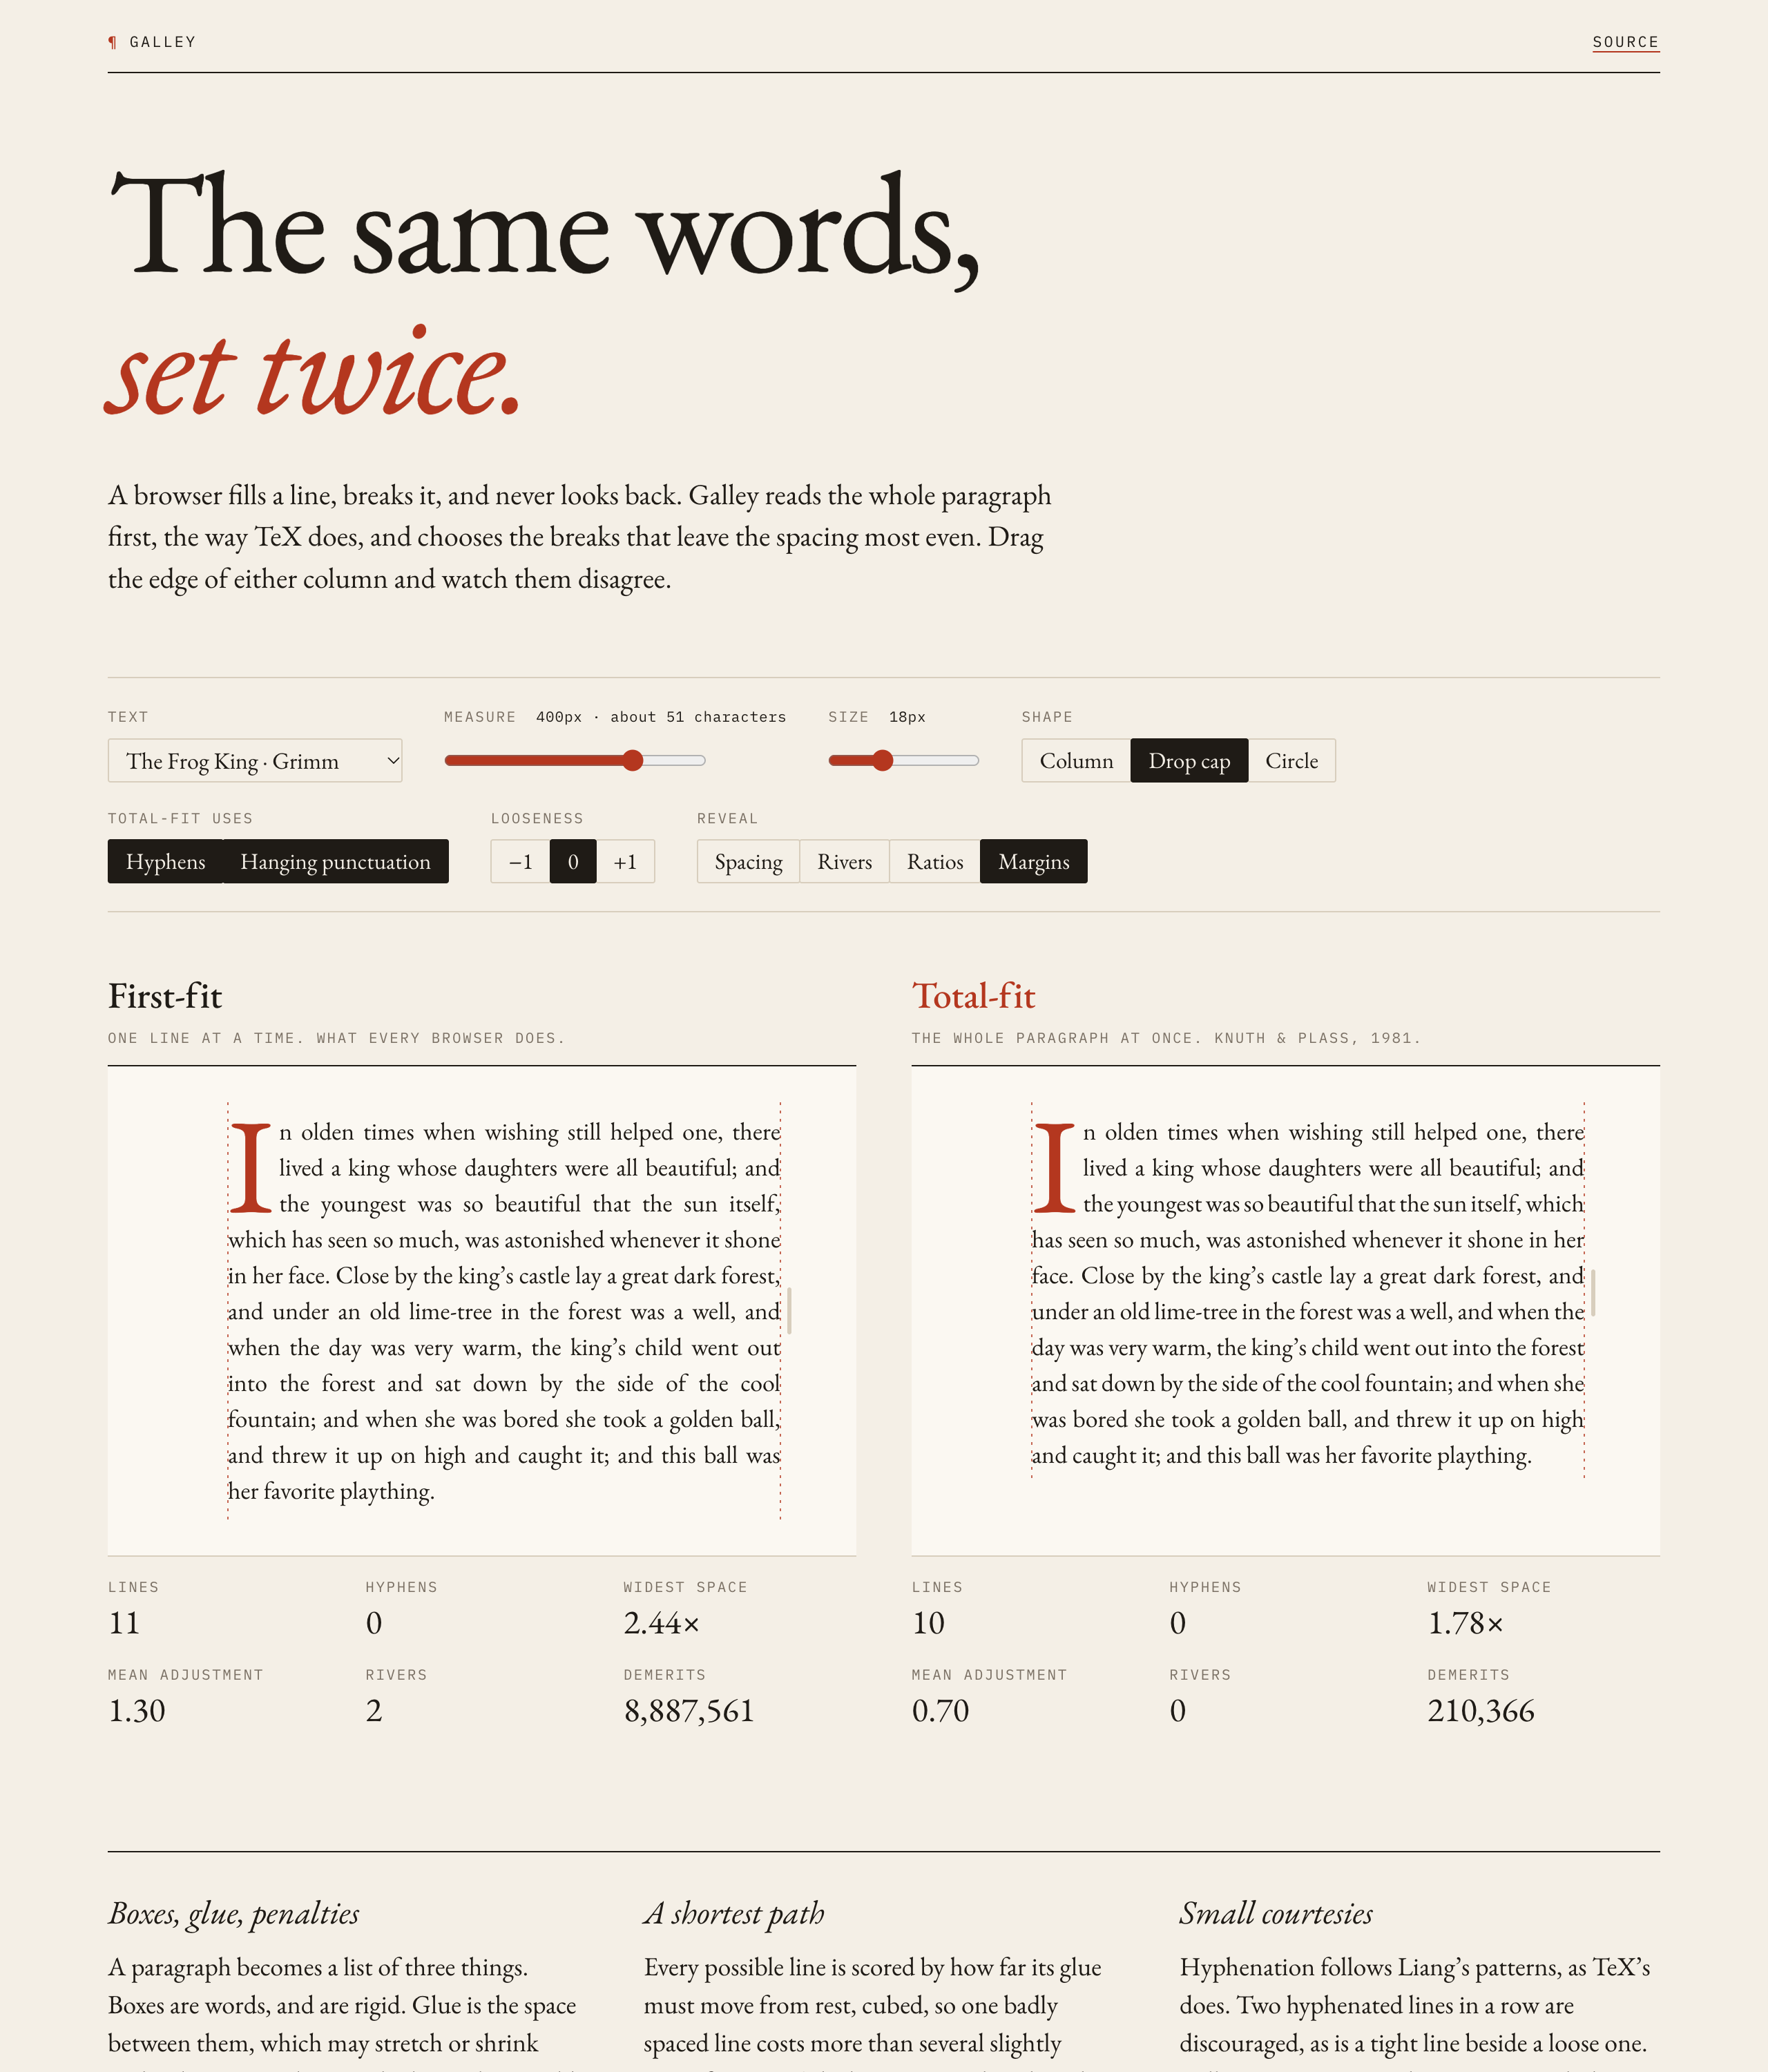 ¶ GALLEY
SOURCE
The same words,
set twice.
A browser fills a line, breaks it, and never looks back. Galley reads the whole paragraph
first, the way TeX does, and chooses the breaks that leave the spacing most even. Drag
the edge of either column and watch them disagree.
TEXT
The Frog King · Grimm
MEASURE 400px · about 51 characters
SIZE 18px
SHAPE
Column Drop cap Circle
TOTAL-FIT USES
Hyphens Hanging punctuation
LOOSENESS
−1 0 +1
REVEAL
Spacing Rivers Ratios Margins
First-fit
ONE LINE AT A TIME. WHAT EVERY BROWSER DOES.
In olden times when wishing still helped one, there
lived a king whose daughters were all beautiful; and
the youngest was so beautiful that the sun itself,
which has seen so much, was astonished whenever it shone
in her face. Close by the king’s castle lay a great dark forest,
and under an old lime-tree in the forest was a well, and
when the day was very warm, the king’s child went out
into the forest and sat down by the side of the cool
fountain; and when she was bored she took a golden ball,
and threw it up on high and caught it; and this ball was
her favorite plaything.
LINES
11
HYPHENS
0
WIDEST SPACE
2.44×
MEAN ADJUSTMENT
1.30
RIVERS
2
DEMERITS
8,887,561
Total-fit
THE WHOLE PARAGRAPH AT ONCE. KNUTH & PLASS, 1981.
In olden times when wishing still helped one, there
lived a king whose daughters were all beautiful; and
the youngest was so beautiful that the sun itself, which
has seen so much, was astonished whenever it shone in her
face. Close by the king’s castle lay a great dark forest, and
under an old lime-tree in the forest was a well, and when the
day was very warm, the king’s child went out into the forest
and sat down by the side of the cool fountain; and when she
was bored she took a golden ball, and threw it up on high
and caught it; and this ball was her favorite plaything.
LINES
10
HYPHENS
0
WIDEST SPACE
1.78×
MEAN ADJUSTMENT
0.70
RIVERS
0
DEMERITS
210,366
Boxes, glue, penalties
A paragraph becomes a list of three things.
Boxes are words, and are rigid. Glue is the space
between them, which may stretch or shrink
A shortest path
Every possible line is scored by how far its glue
must move from rest, cubed, so one badly
spaced line costs more than several slightly
Small courtesies
Hyphenation follows Liang’s patterns, as TeX’s
does. Two hyphenated lines in a row are
discouraged, as is a tight line beside a loose one.